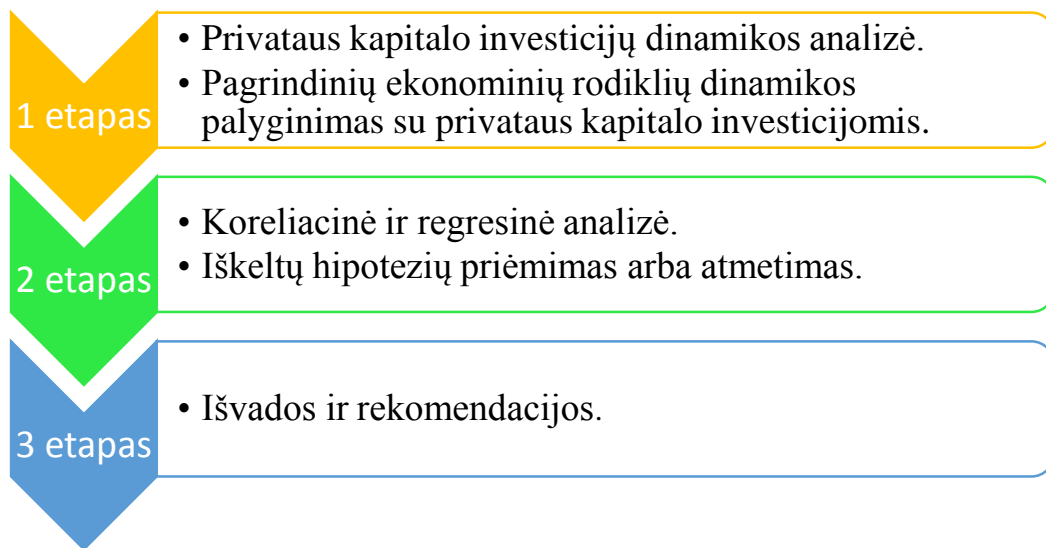 1 etapas
• Privataus kapitalo investicijų dinamikos analizė.
• Pagrindinių ekonominių rodiklių dinamikos
palyginimas su privataus kapitalo investicijomis.
2 etapas
• Koreliacinė ir regresinė analizė.
• Iškeltų hipotezių priėmimas arba atmetimas.
3 etapas
• Išvados ir rekomendacijos.